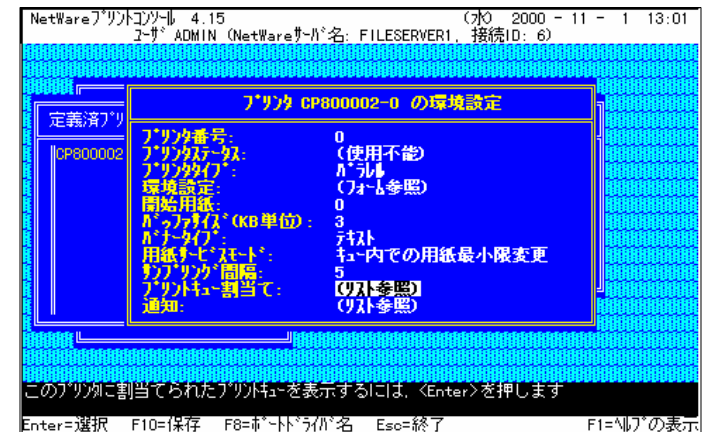 NetWareﾌﾟﾘﾝﾄｺﾝｿｰﾙ 4.15 (水) 2000 - 11 - 1 13:01
ﾕｰｻﾞ ADMIN (NetWareｻｰﾊﾞ名: FILESERVER1, 接続ID: 6)
ﾌﾟﾘﾝﾀ CP800002-0 の環境設定
定義済ﾌﾟﾘ
CP800002
ﾌﾟﾘﾝﾀ番号: 0
ﾌﾟﾘﾝﾀｽﾃｰﾀｽ: (使用不能)
ﾌﾟﾘﾝﾀﾀｲﾌﾟ: ﾊﾟﾗﾚﾙ
環境設定: (ﾌｫｰﾑ参照)
開始用紙: 0
ﾊﾞｯﾌｧｻｲｽﾞ(KB単位): 3
ﾊﾞﾅｰﾀｲﾌﾟ: ﾃｷｽﾄ
用紙ｻｰﾋﾞｽﾓｰﾄﾞ: ｷｭｰ内での用紙最小限変更
ｻﾝﾌﾟﾘﾝｸﾞ間隔: 5
ﾌﾟﾘﾝﾄｷｭｰ割当て: (ﾘｽﾄ参照)
通知: (ﾘｽﾄ参照)
このﾌﾟﾘﾝﾀに割当てられたﾌﾟﾘﾝﾄｷｭｰを表示するには, <Enter>を押します
Enter=選択 F10=保存 F8=ﾎﾟｰﾄﾄﾞﾗｲﾊﾞ名 Esc=終了 F1=ﾍﾙﾌﾟの表示